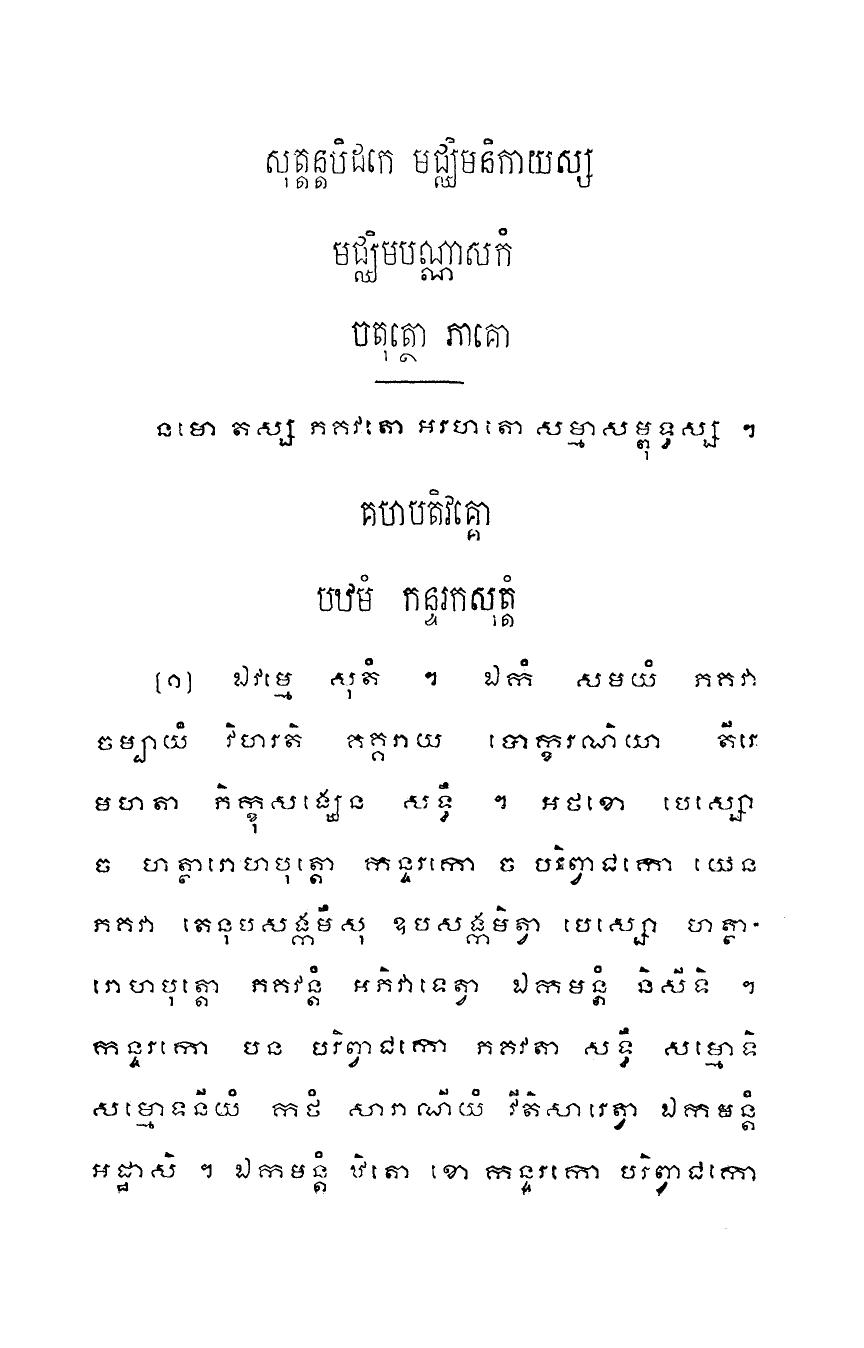 សុត្តន្តបិដកេ មជ្ឈិមនិកាយស្ស
មជ្ឈិមបណ្ណាសកំ
ចតុត្ថោ ភាគោ
នមោ តស្ស ភគវតោ អរហតោ សម្មាសម្ពុទ្ធស្ស ។
គហបតិវគ្គោ
បឋមំ កន្ទរកសុត្តំ
[១] ឯវម្មេ សុតំ ។ ឯកំ សមយំ ភគវា
ចម្បាយំ វិហរតិ គគ្គរាយ បោក្ខរណិយា តីរេ
មហតា ភិក្ខុសង្ឃេន សទ្ធឹ ។ អថខោ បេស្សោ
ច ហត្ថារោហបុត្តោ កន្ទរកោ ច បរិព្វាជកោ យេន
ភគវា តេនុបសង្កមឹសុ ឧបសង្កមិត្វា បេស្សោ ហត្ថា-
រោហបុត្តោ ភគវន្តំ អភិវាទេត្វា ឯកមន្តំ និសីទិ ។
កន្ទរកោ បន បរិព្វាជកោ ភគវតា សទ្ធឹ សម្មោទិ
សម្មោទនីយំ កថំ សារាណីយំ វីតិសារេត្វា ឯកមន្តំ
អដ្ឋាសិ ។ ឯកមន្តំ ឋិតោ ខោ កន្ទរកោ បរិព្វាជកោ